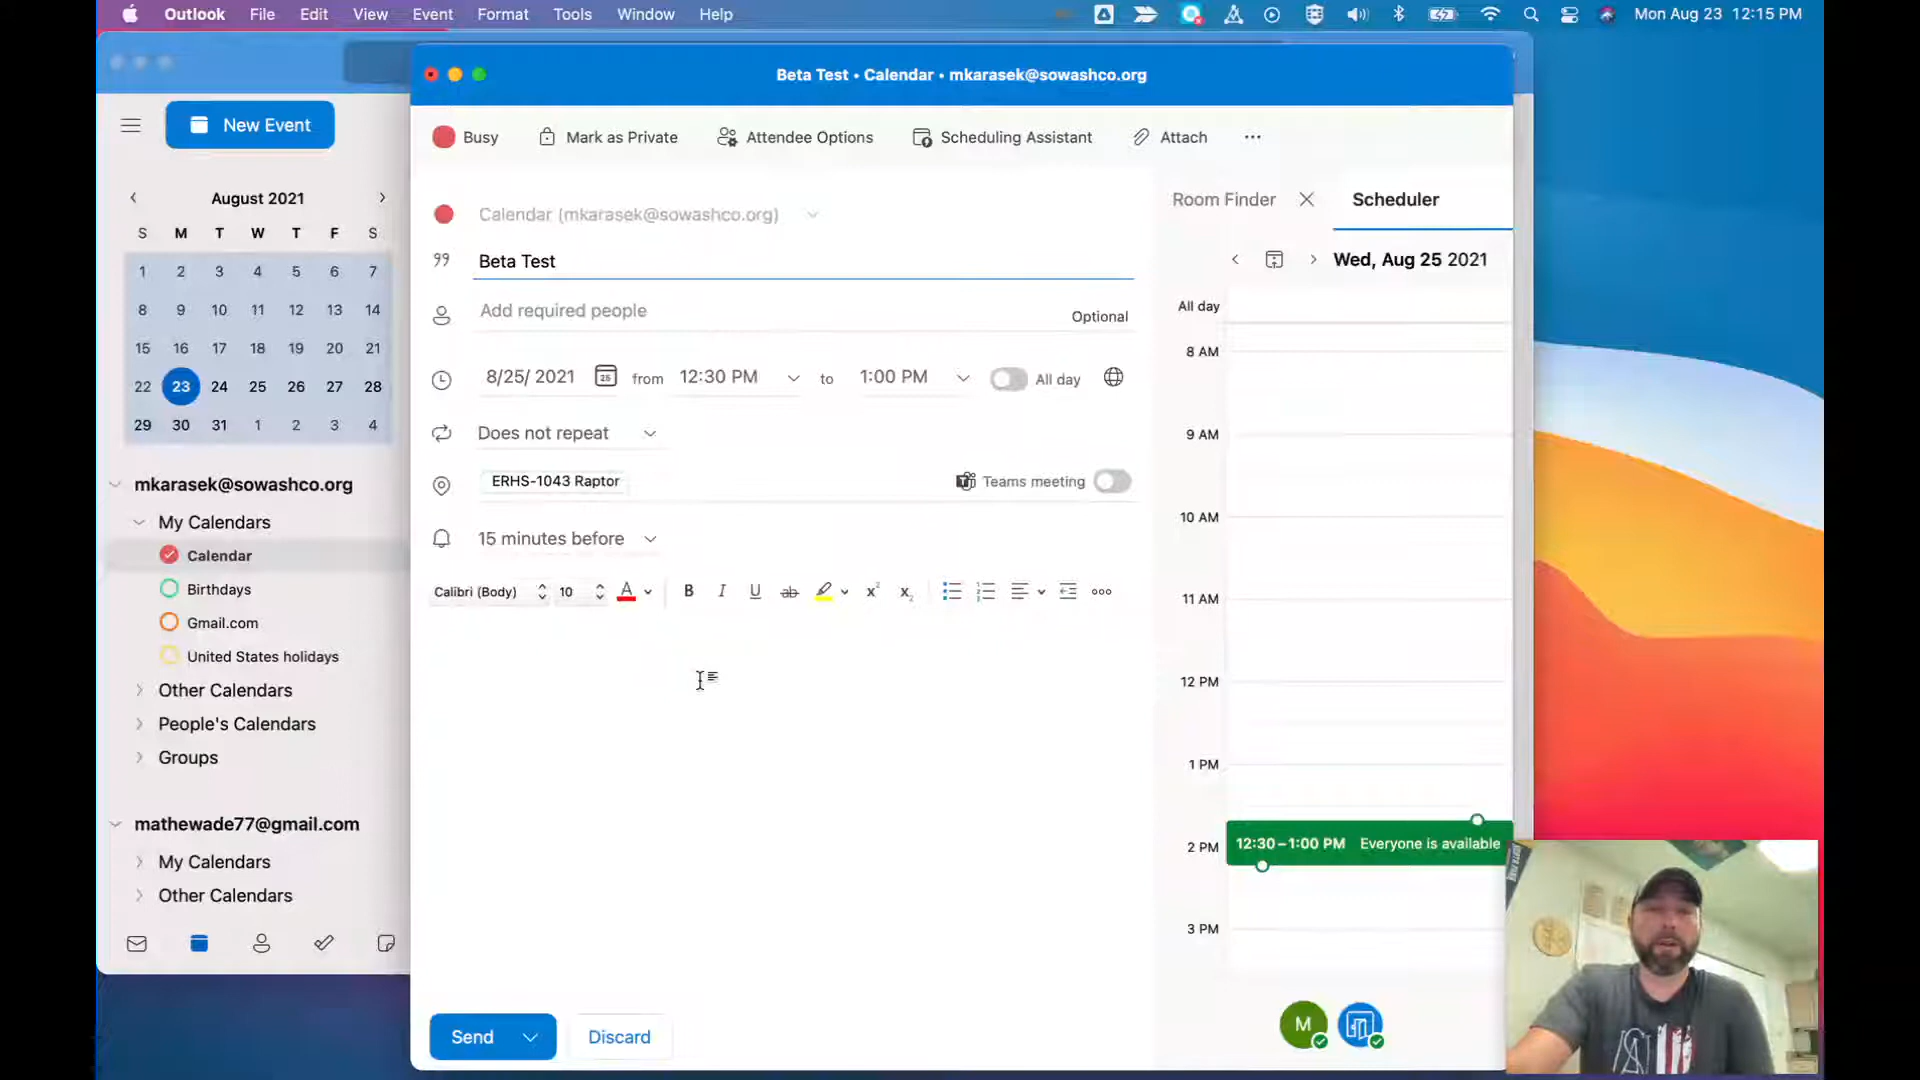 Outlook File Edit View Event Format Tools Window Help Mon Aug 23 12:15 PM
Beta Test • Calendar • mkarasek@sowashco.org
New Event
August 2021
S M T W T F S
1 2 3 4 5 6 7
8 9 10 11 12 13 14
15 16 17 18 19 20 21
22 23 24 25 26 27 28
29 30 31 1 2 3 4
mkarasek@sowashco.org
My Calendars
Calendar
Birthdays
Gmail.com
United States holidays
Other Calendars
People's Calendars
Groups
mathewade77@gmail.com
My Calendars
Other Calendars
Busy Mark as Private Attendee Options Scheduling Assistant Attach
Calendar (mkarasek@sowashco.org)
Beta Test
Add required people Optional
8/25/ 2021 25 from 12:30 PM to 1:00 PM All day
Does not repeat
ERHS-1043 Raptor Teams meeting
15 minutes before
Calibri (Body) 10 A B I U ab x² x₂
Send Discard
Room Finder Scheduler
Wed, Aug 25 2021
All day
8 AM
9 AM
10 AM
11 AM
12 PM
1 PM
2 PM 12:30–1:00 PM Everyone is available
3 PM
M